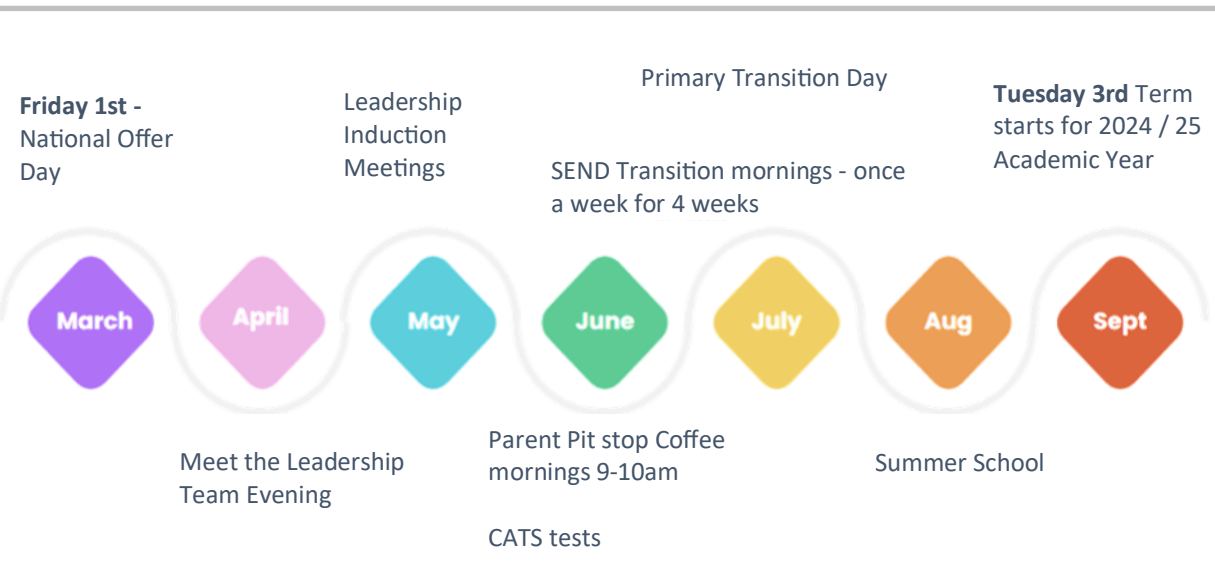 Primary Transition Day
Friday 1st -
National Offer
Day
Leadership
Induction
Meetings
Tuesday 3rd Term
starts for 2024 / 25
Academic Year
SEND Transition mornings - once
a week for 4 weeks
March
April
May
June
July
Aug
Sept
Meet the Leadership
Team Evening
Parent Pit stop Coffee
mornings 9-10am
CATS tests
Summer School